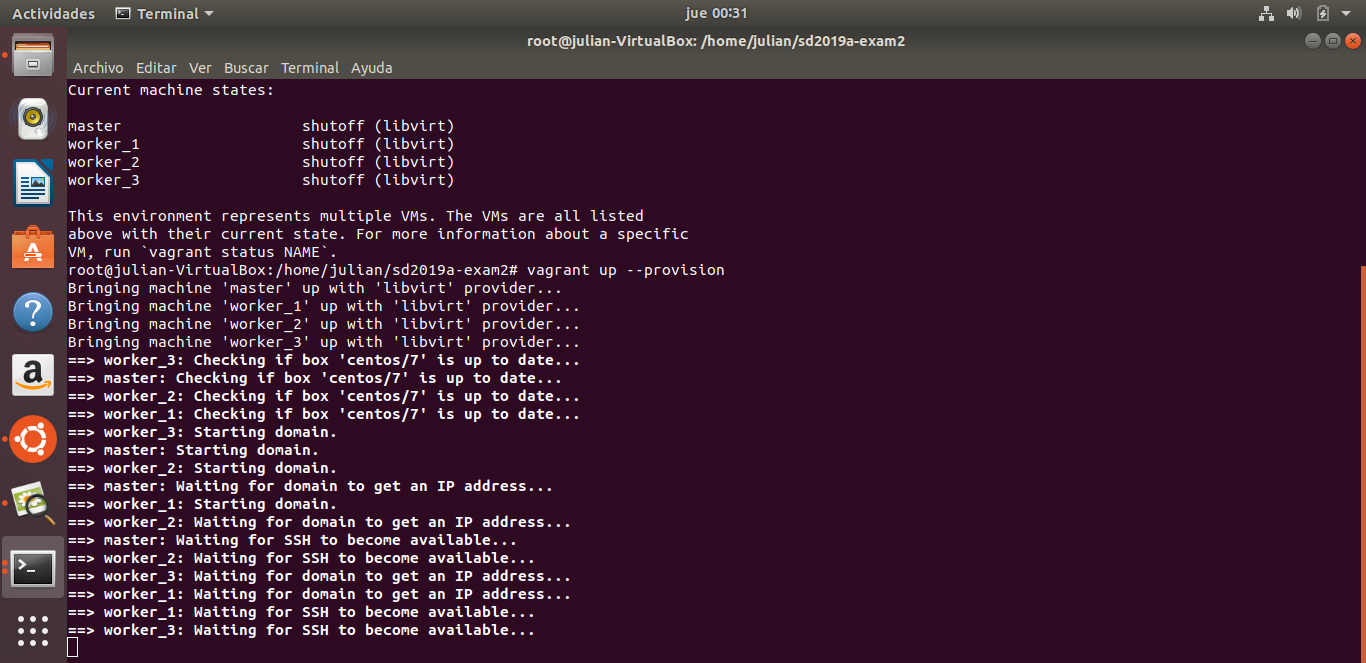 Actividades Terminal jue 00:31
root@julian-VirtualBox: /home/julian/sd2019a-exam2
Archivo Editar Ver Buscar Terminal Ayuda
Current machine states:
master                    shutoff (libvirt)
worker_1                  shutoff (libvirt)
worker_2                  shutoff (libvirt)
worker_3                  shutoff (libvirt)
This environment represents multiple VMs. The VMs are all listed
above with their current state. For more information about a specific
VM, run `vagrant status NAME`.
root@julian-VirtualBox:/home/julian/sd2019a-exam2# vagrant up --provision
Bringing machine 'master' up with 'libvirt' provider...
Bringing machine 'worker_1' up with 'libvirt' provider...
Bringing machine 'worker_2' up with 'libvirt' provider...
Bringing machine 'worker_3' up with 'libvirt' provider...
==> worker_3: Checking if box 'centos/7' is up to date...
==> master: Checking if box 'centos/7' is up to date...
==> worker_2: Checking if box 'centos/7' is up to date...
==> worker_1: Checking if box 'centos/7' is up to date...
==> worker_3: Starting domain.
==> master: Starting domain.
==> worker_2: Starting domain.
==> master: Waiting for domain to get an IP address...
==> worker_1: Starting domain.
==> worker_2: Waiting for domain to get an IP address...
==> master: Waiting for SSH to become available...
==> worker_2: Waiting for SSH to become available...
==> worker_3: Waiting for domain to get an IP address...
==> worker_1: Waiting for domain to get an IP address...
==> worker_1: Waiting for SSH to become available...
==> worker_3: Waiting for SSH to become available...